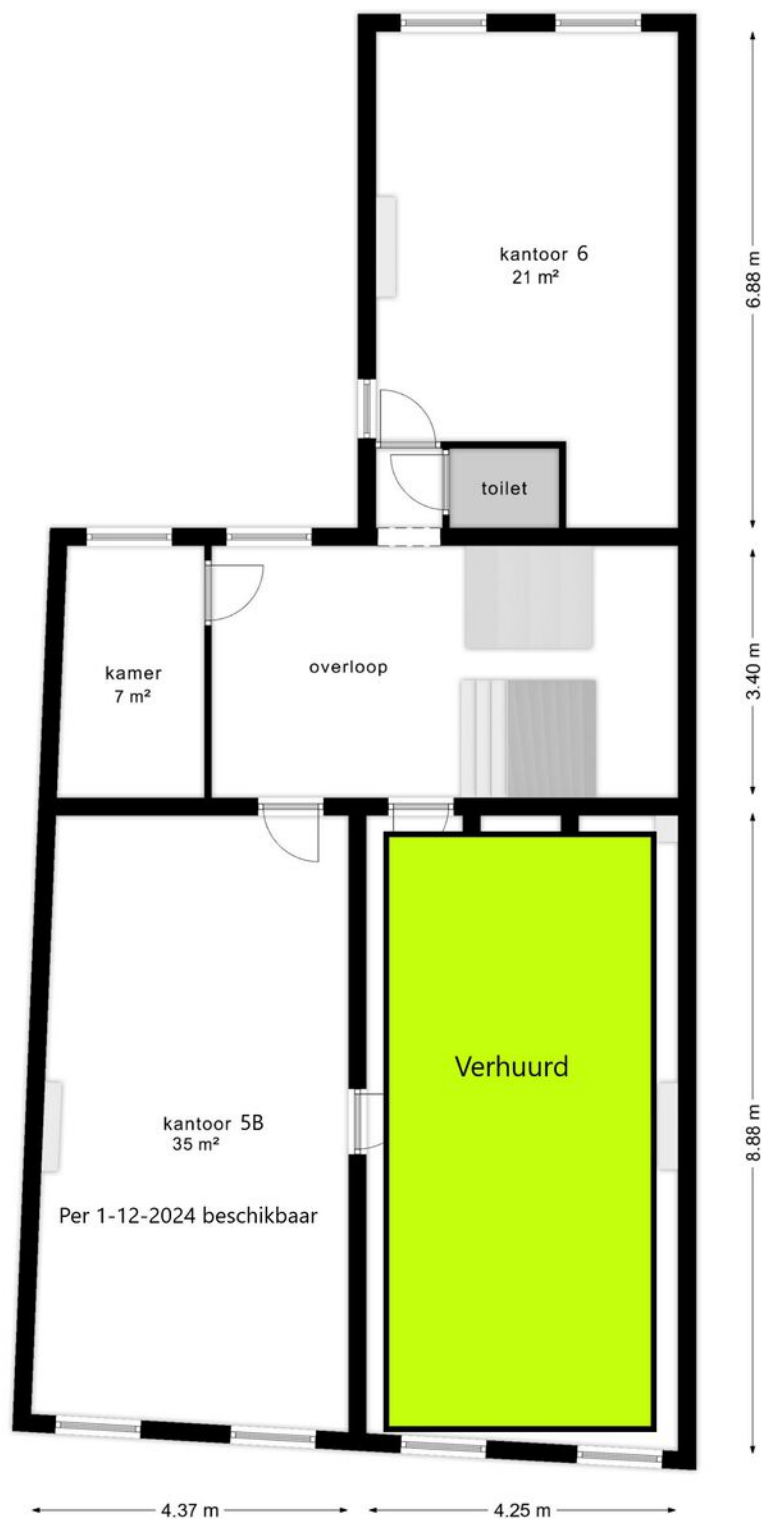 kantoor 6
21 m²
6.88 m
toilet
kamer
7 m²
overloop
3.40 m
Verhuurd
kantoor 5B
35 m²
Per 1-12-2024 beschikbaar
8.88 m
4.37 m
4.25 m